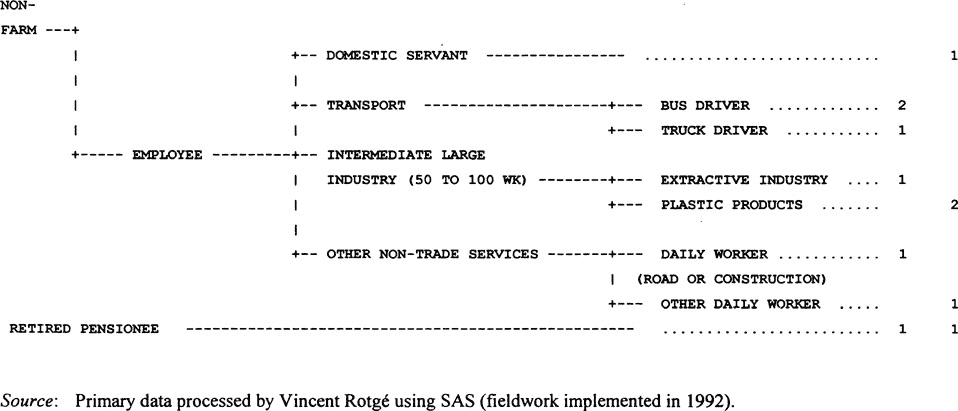 NON-
FARM ---+
| +-- DOMESTIC SERVANT ---------------- ........................... 1
| |
| +-- TRANSPORT ---------------------+--- BUS DRIVER ............. 2
| | +--- TRUCK DRIVER ........... 1
+----- EMPLOYEE ---------+-- INTERMEDIATE LARGE
| INDUSTRY (50 TO 100 WK) --------+--- EXTRACTIVE INDUSTRY .... 1
| +--- PLASTIC PRODUCTS ....... 2
|
+-- OTHER NON-TRADE SERVICES -------+--- DAILY WORKER ............ 1
| (ROAD OR CONSTRUCTION)
+--- OTHER DAILY WORKER ..... 1
RETIRED PENSIONEE --------------------------------------------------- ......................... 1 1
Source: Primary data processed by Vincent Rotgé using SAS (fieldwork implemented in 1992).